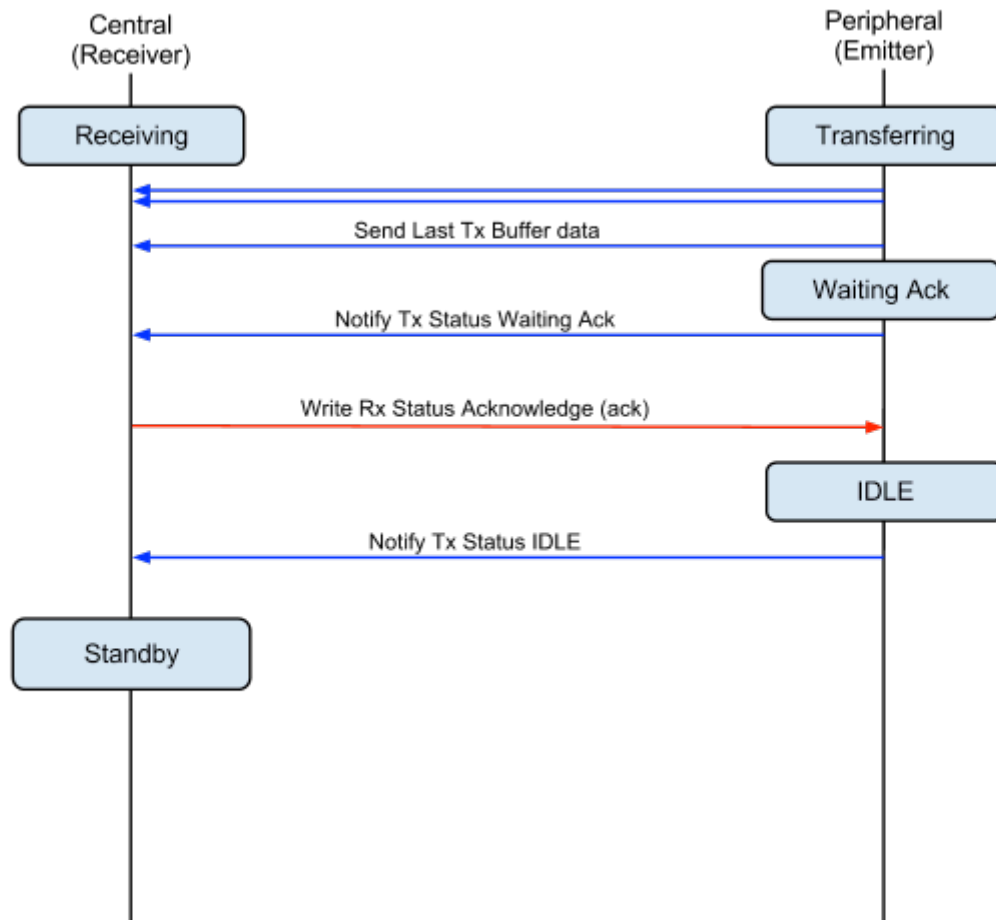 Central
(Receiver)
Peripheral
(Emitter)
Receiving
Transferring
Send Last Tx Buffer data
Waiting Ack
Notify Tx Status Waiting Ack
Write Rx Status Acknowledge (ack)
IDLE
Notify Tx Status IDLE
Standby